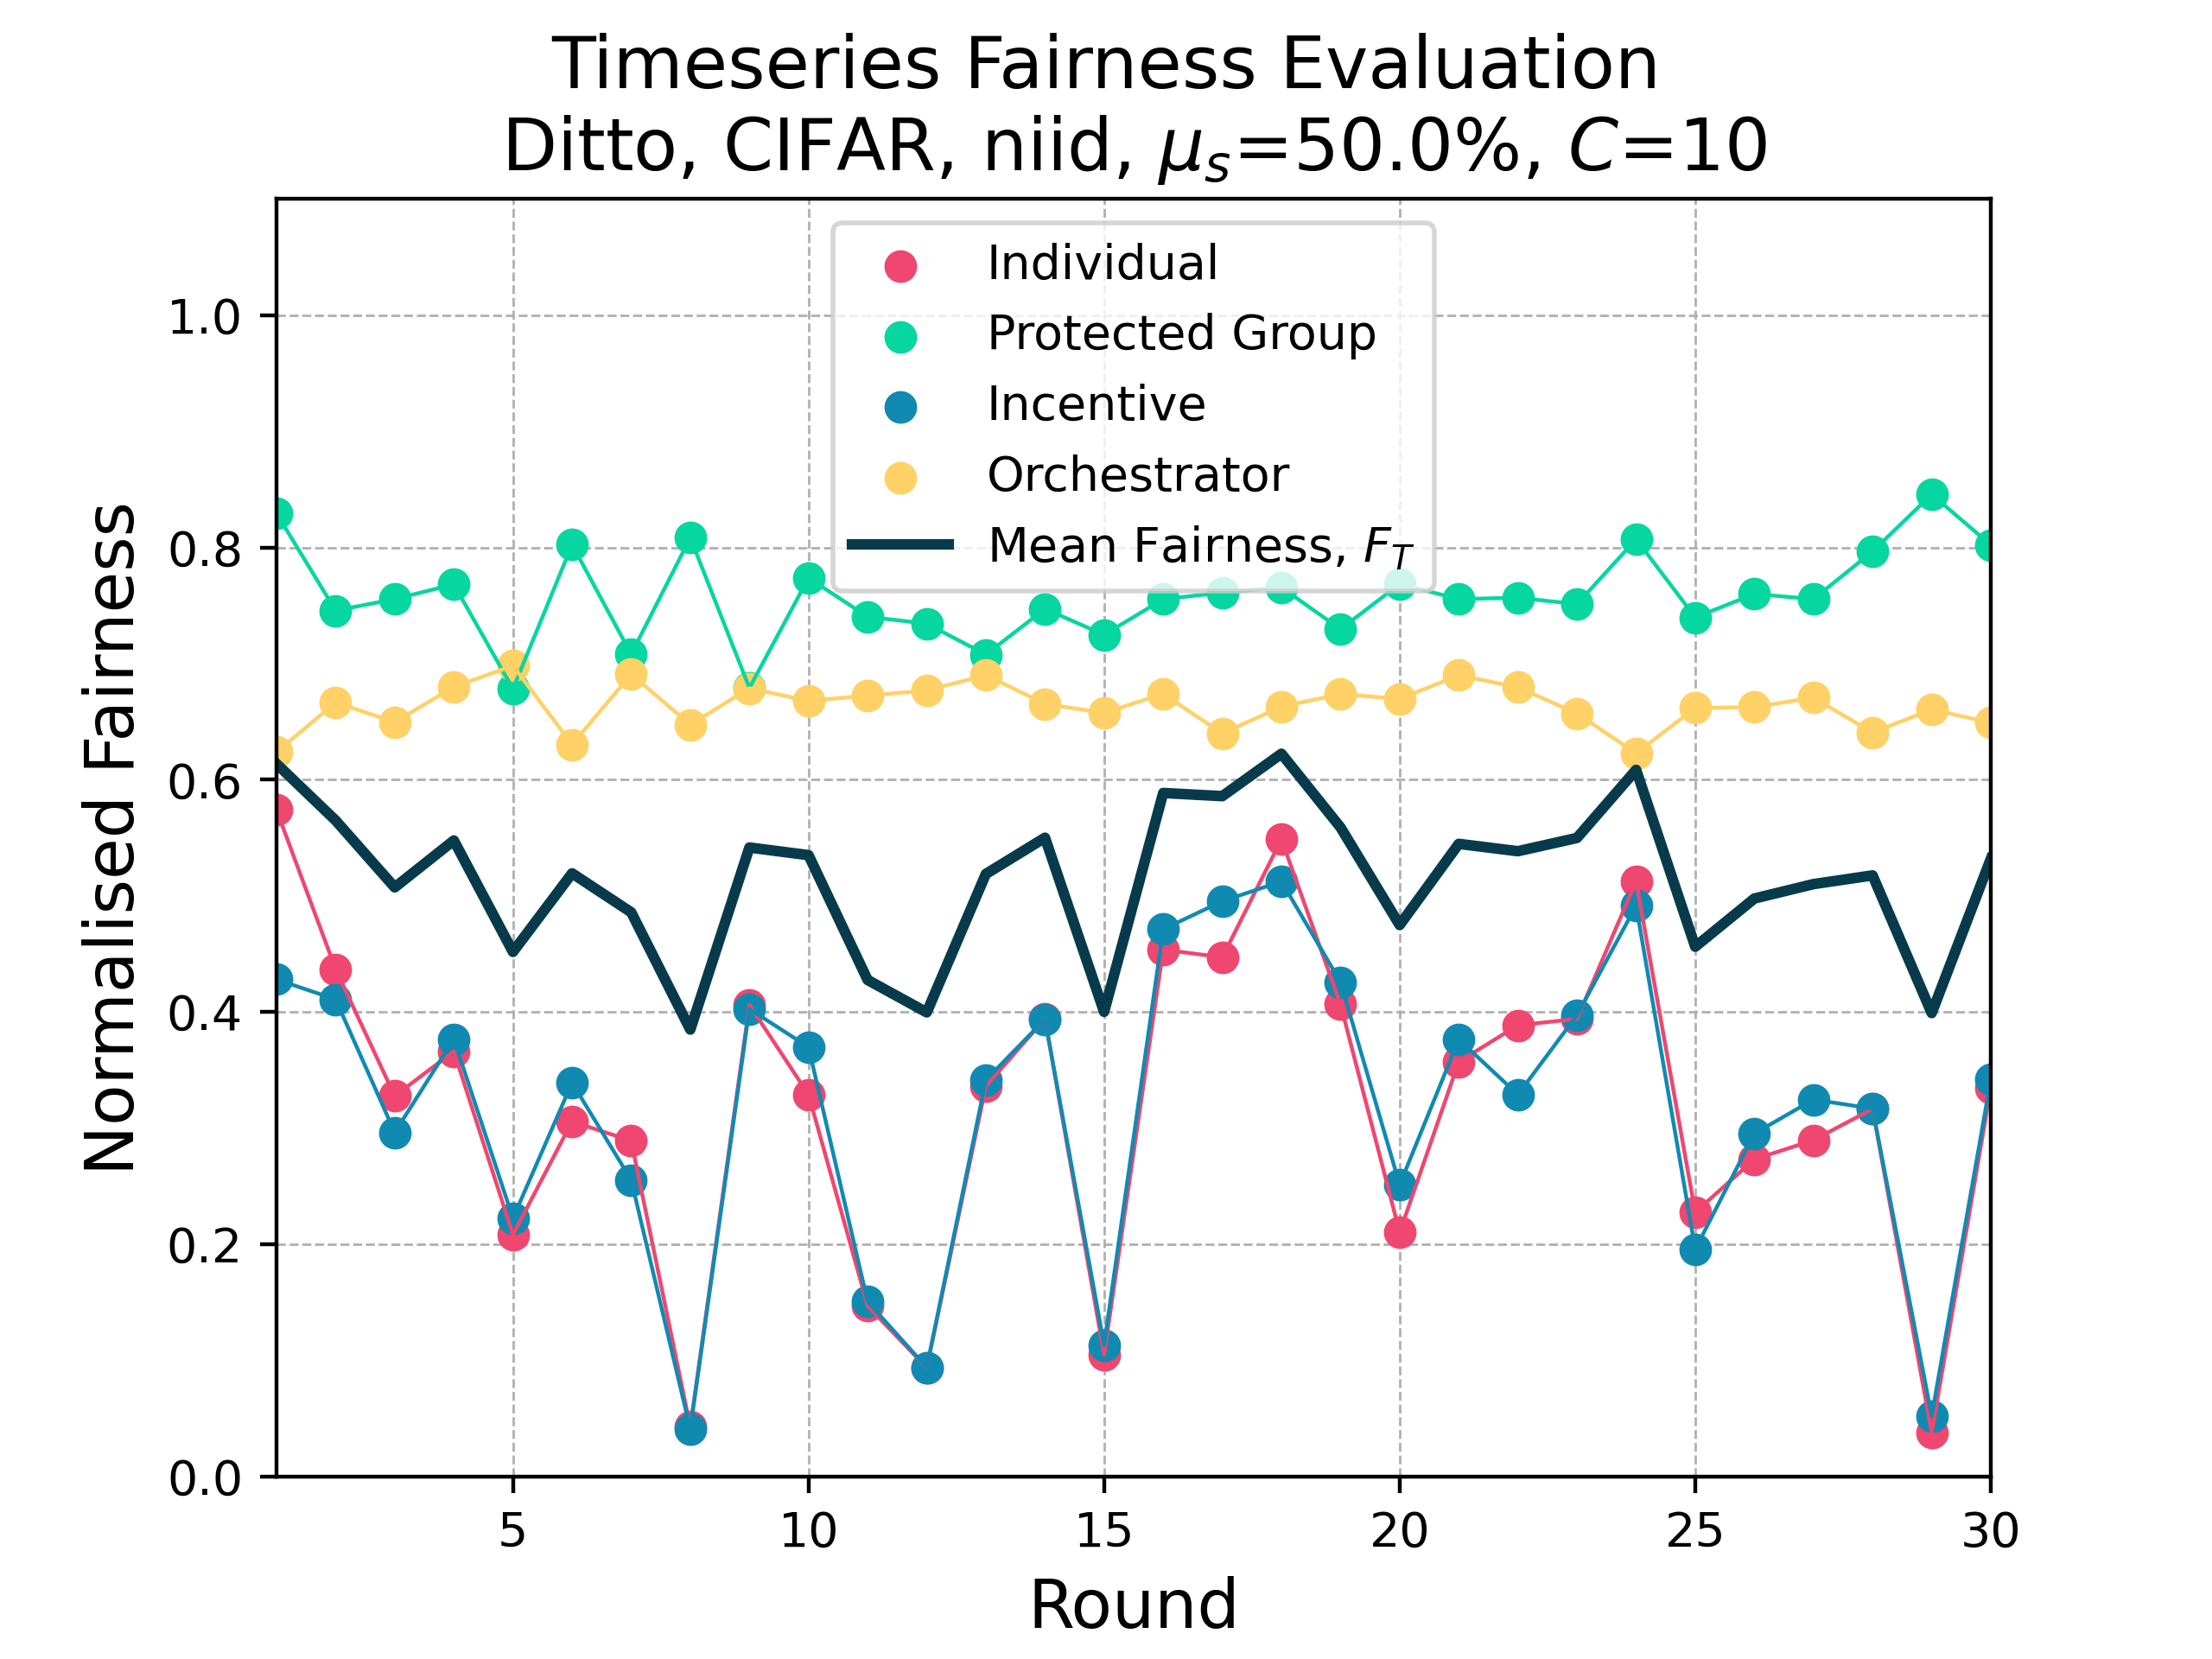 Timeseries Fairness Evaluation
Ditto, CIFAR, niid, μₛ=50.0%, C=10
Individual
Protected Group
Incentive
Orchestrator
Mean Fairness, F_T
Normalised Fairness
1.0
0.8
0.6
0.4
0.2
0.0
5 10 15 20 25 30
Round